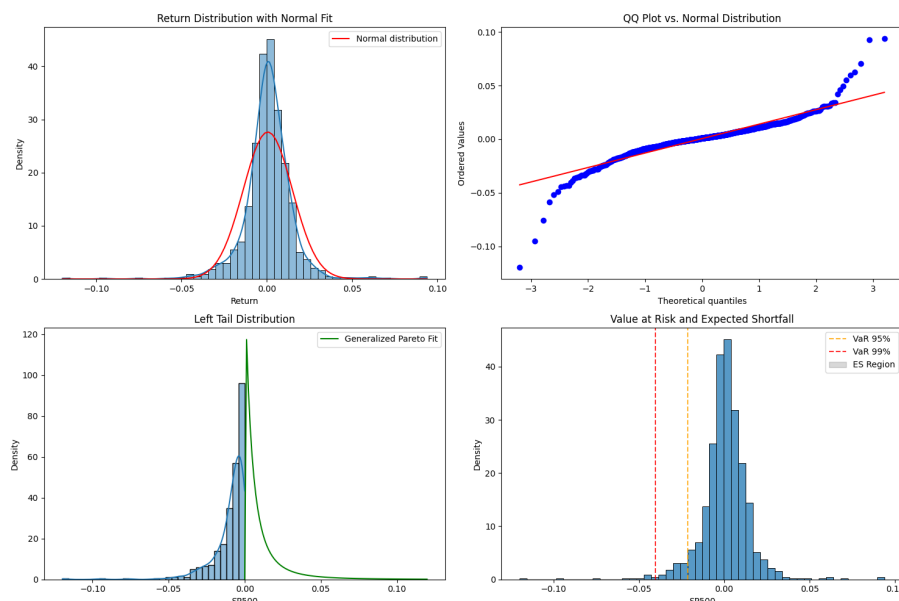 Return Distribution with Normal Fit
Normal distribution
Density
40
30
20
10
0
−0.10
−0.05
0.00
0.05
0.10
Return
QQ Plot vs. Normal Distribution
Ordered Values
0.10
0.05
0.00
−0.05
−0.10
−3
−2
−1
0
1
2
3
Theoretical quantiles
Left Tail Distribution
Generalized Pareto Fit
Density
120
100
80
60
40
20
0
−0.10
−0.05
0.00
0.05
0.10
SP500
Value at Risk and Expected Shortfall
VaR 95%
VaR 99%
ES Region
Density
40
30
20
10
0
−0.10
−0.05
0.00
0.05
SP500